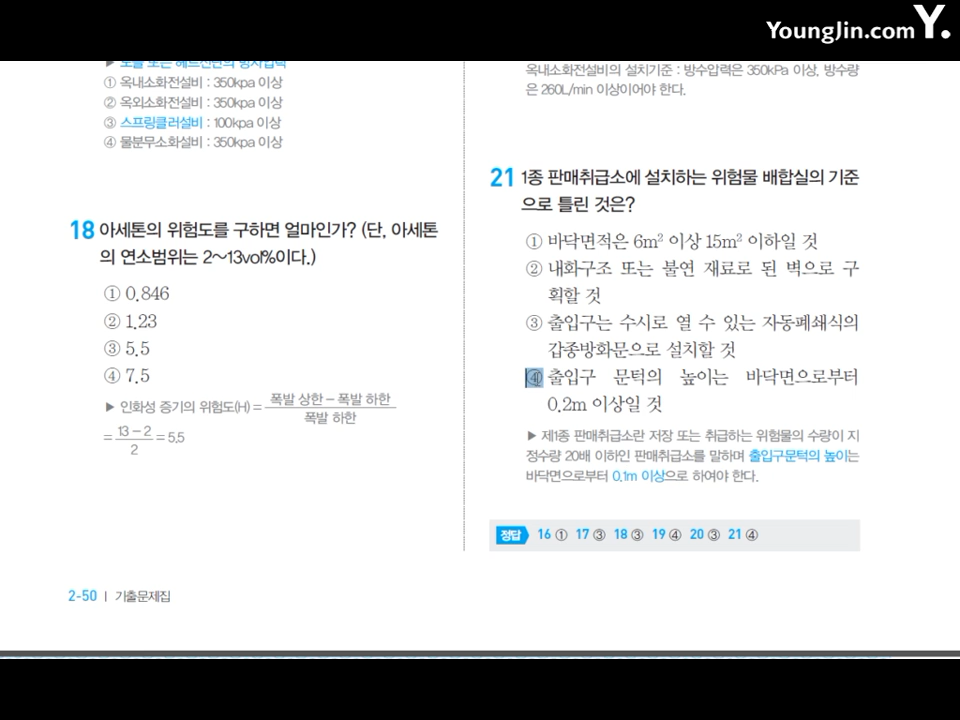 YoungJin.com Y.
▶ 노즐 또는 헤드선단의 방사압력
① 옥내소화전설비 : 350kpa 이상
② 옥외소화전설비 : 350kpa 이상
③ 스프링클러설비 : 100kpa 이상
④ 물분무소화설비 : 350kpa 이상
18 아세톤의 위험도를 구하면 얼마인가? (단, 아세톤
의 연소범위는 2~13vol%이다.)
① 0.846
② 1.23
③ 5.5
④ 7.5
▶ 인화성 증기의 위험도(H) = 폭발 상한 - 폭발 하한
폭발 하한
= 13 - 2 / 2 = 5.5
옥내소화전설비의 설치기준 : 방수압력은 350kPa 이상, 방수량
은 260L/min 이상이어야 한다.
21 1종 판매취급소에 설치하는 위험물 배합실의 기준
으로 틀린 것은?
① 바닥면적은 6m² 이상 15m² 이하일 것
② 내화구조 또는 불연 재료로 된 벽으로 구
획할 것
③ 출입구는 수시로 열 수 있는 자동폐쇄식의
갑종방화문으로 설치할 것
④ 출입구 문턱의 높이는 바닥면으로부터
0.2m 이상일 것
▶ 제1종 판매취급소란 저장 또는 취급하는 위험물의 수량이 지
정수량 20배 이하인 판매취급소를 말하며 출입구문턱의 높이는
바닥면으로부터 0.1m 이상으로 하여야 한다.
정답 16 ① 17 ③ 18 ③ 19 ④ 20 ③ 21 ④
2-50 | 기출문제집